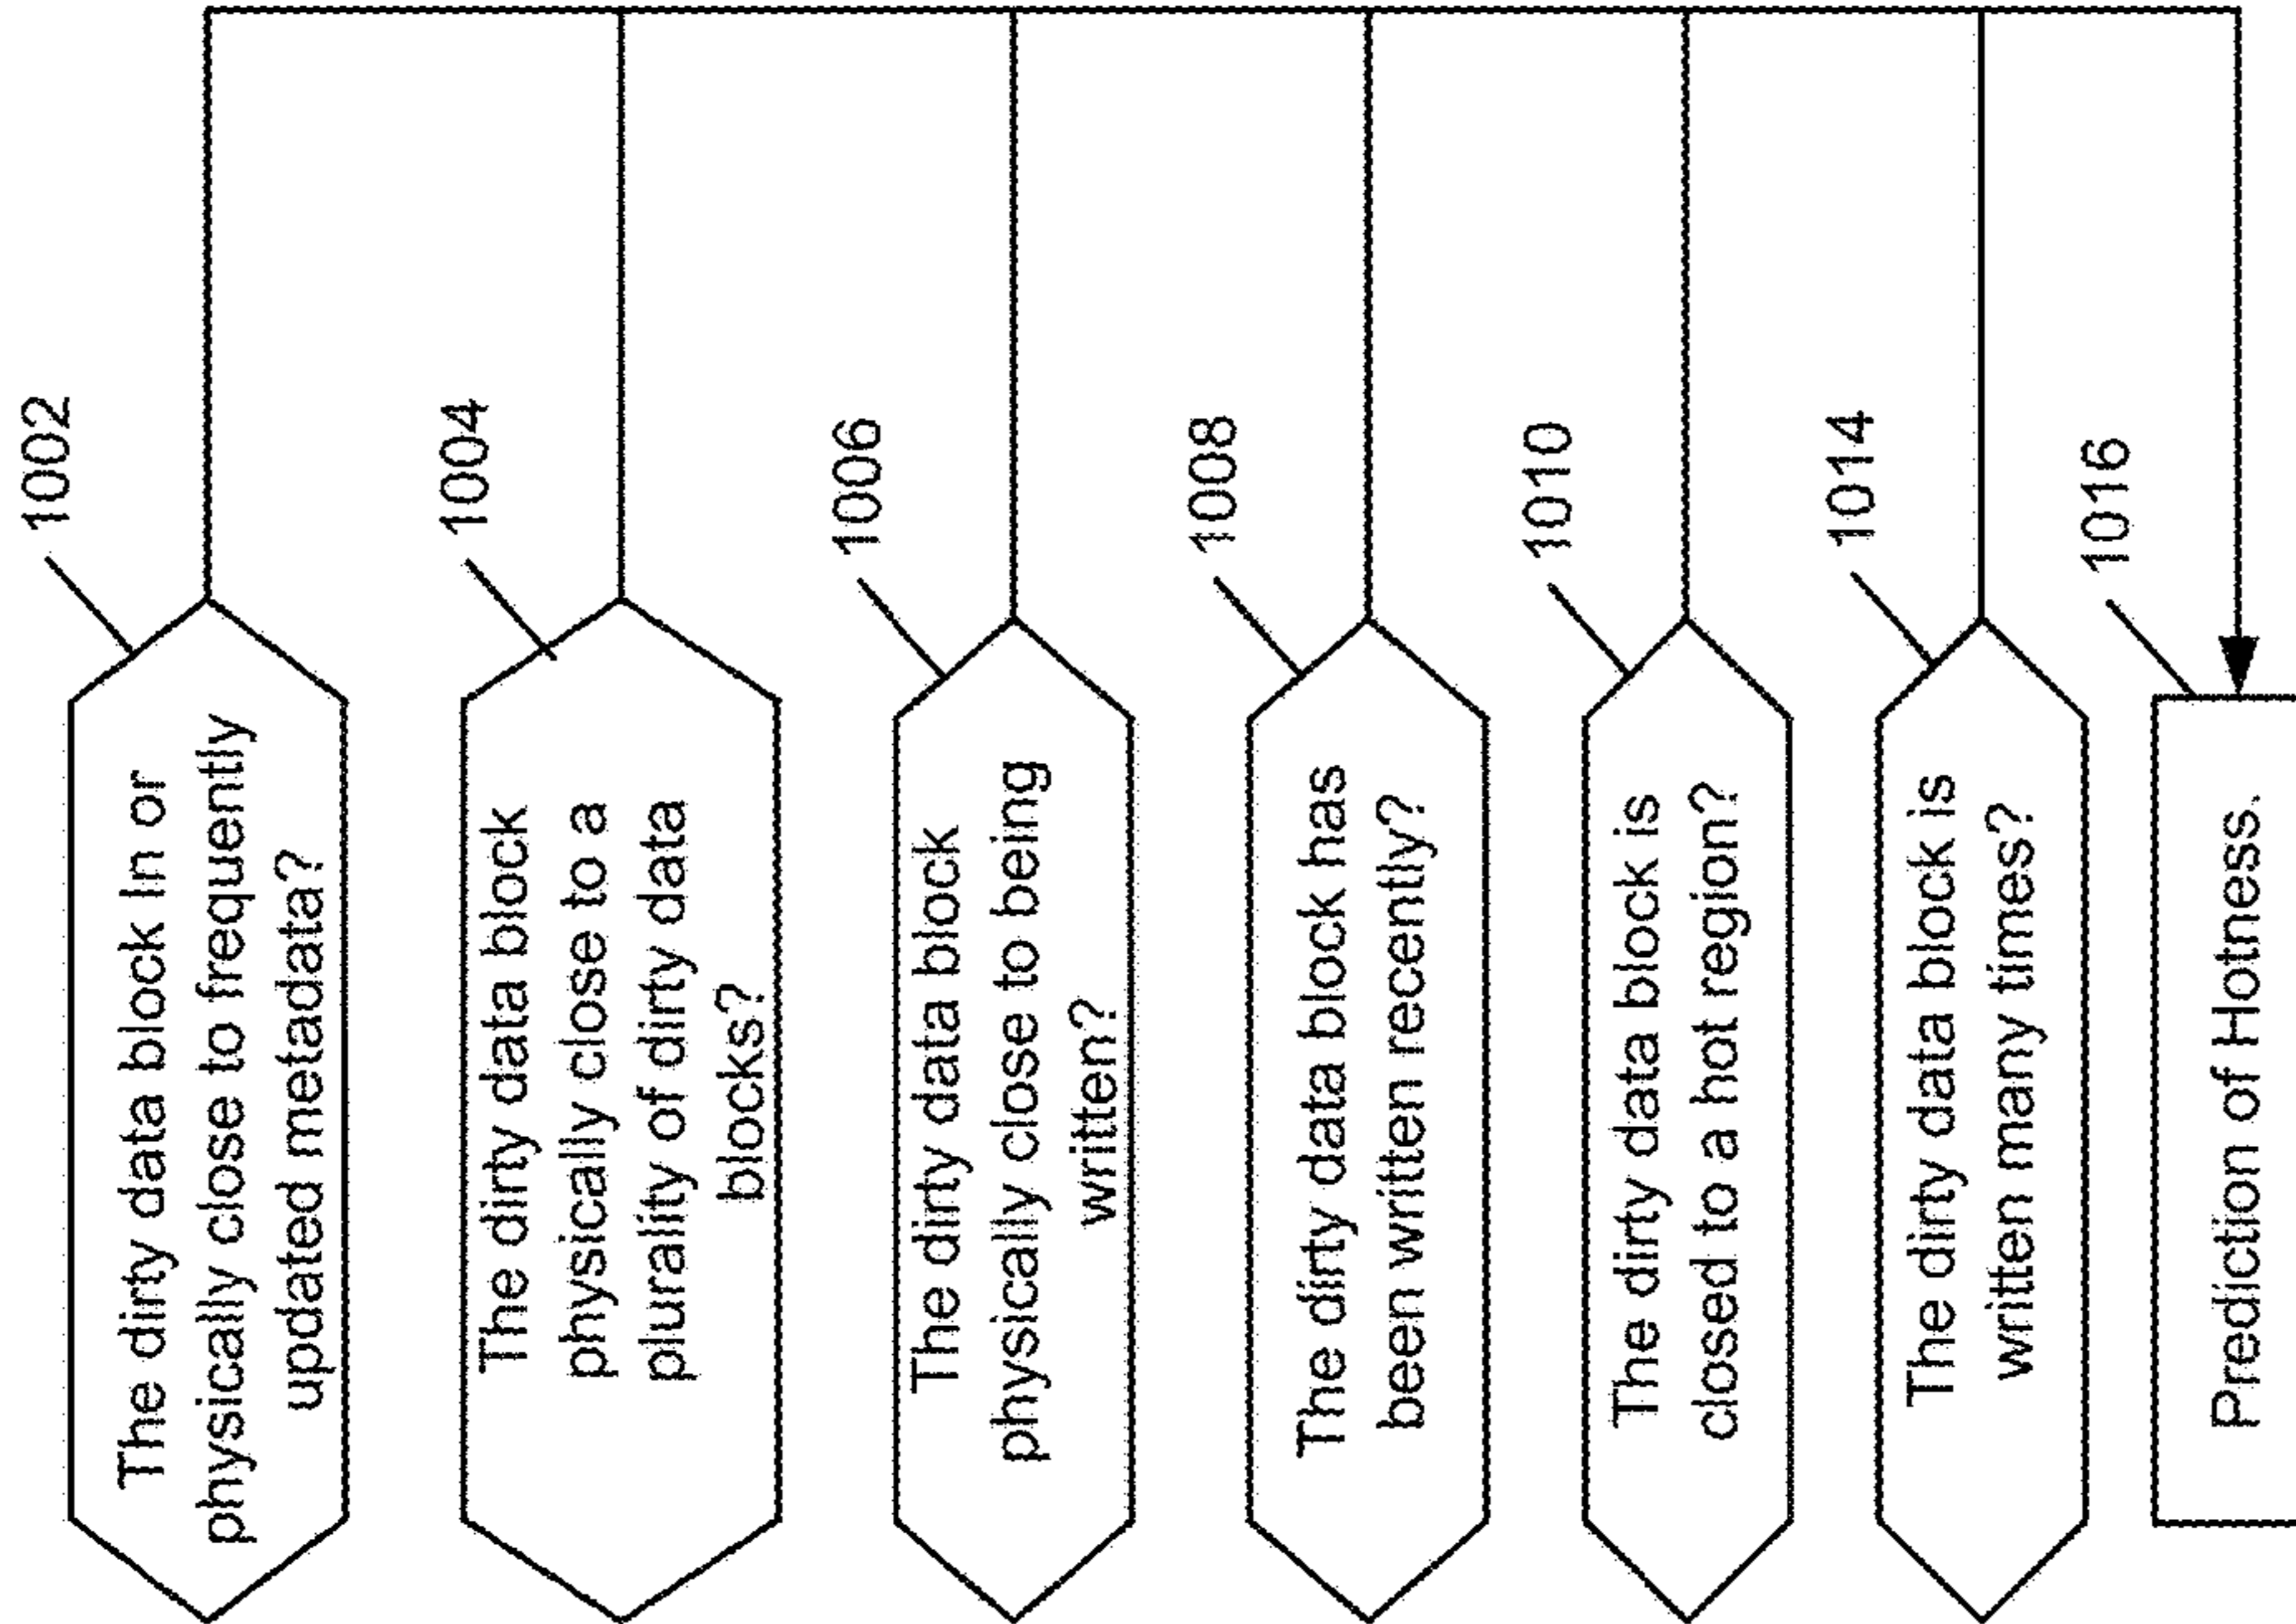 1002
The dirty data block In or
physically close to frequently
updated metadata?
1004
The dirty data block
physically close to a
plurality of dirty data
blocks?
1006
The dirty data block
physically close to being
written?
1008
The dirty data block has
been written recently?
1010
The dirty data block is
closed to a hot region?
1014
The dirty data block is
written many times?
1016
Prediction of Hotness.